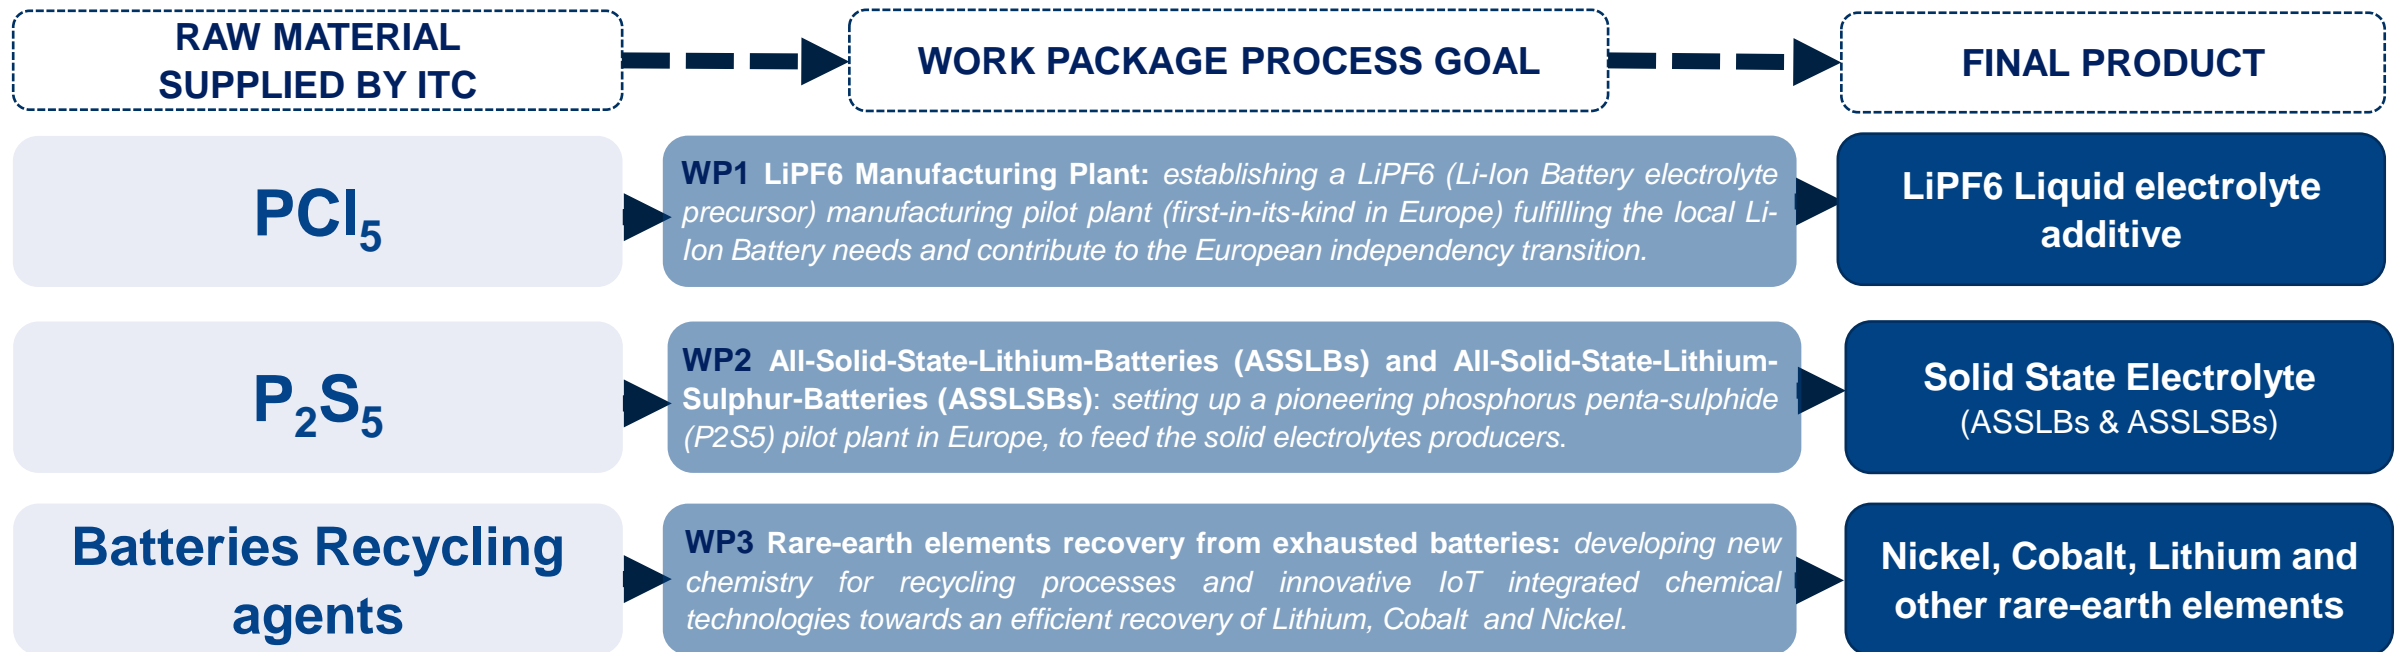 RAW MATERIAL
SUPPLIED BY ITC
WORK PACKAGE PROCESS GOAL
FINAL PRODUCT
PCl₅
WP1 LiPF6 Manufacturing Plant: establishing a LiPF6 (Li-Ion Battery electrolyte
precursor) manufacturing pilot plant (first-in-its-kind in Europe) fulfilling the local Li-
Ion Battery needs and contribute to the European independency transition.
LiPF6 Liquid electrolyte
additive
P₂S₅
WP2 All-Solid-State-Lithium-Batteries (ASSLBs) and All-Solid-State-Lithium-
Sulphur-Batteries (ASSLSBs): setting up a pioneering phosphorus penta-sulphide
(P2S5) pilot plant in Europe, to feed the solid electrolytes producers.
Solid State Electrolyte
(ASSLBs & ASSLSBs)
Batteries Recycling
agents
WP3 Rare-earth elements recovery from exhausted batteries: developing new
chemistry for recycling processes and innovative IoT integrated chemical
technologies towards an efficient recovery of Lithium, Cobalt and Nickel.
Nickel, Cobalt, Lithium and
other rare-earth elements